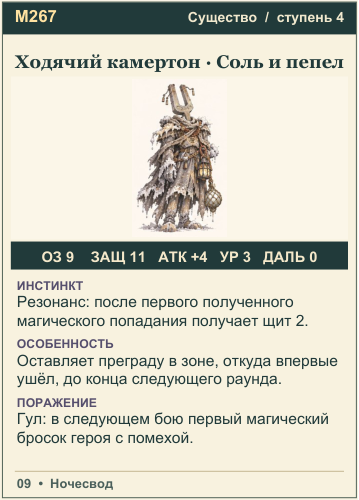 М267 Существо / ступень 4
Ходячий камертон · Соль и пепел
ОЗ 9 ЗАЩ 11 АТК +4 УР 3 ДАЛЬ 0
ИНСТИНКТ
Резонанс: после первого полученного
магического попадания получает щит 2.
ОСОБЕННОСТЬ
Оставляет преграду в зоне, откуда впервые
ушёл, до конца следующего раунда.
ПОРАЖЕНИЕ
Гул: в следующем бою первый магический
бросок героя с помехой.
09 • Ночесвод